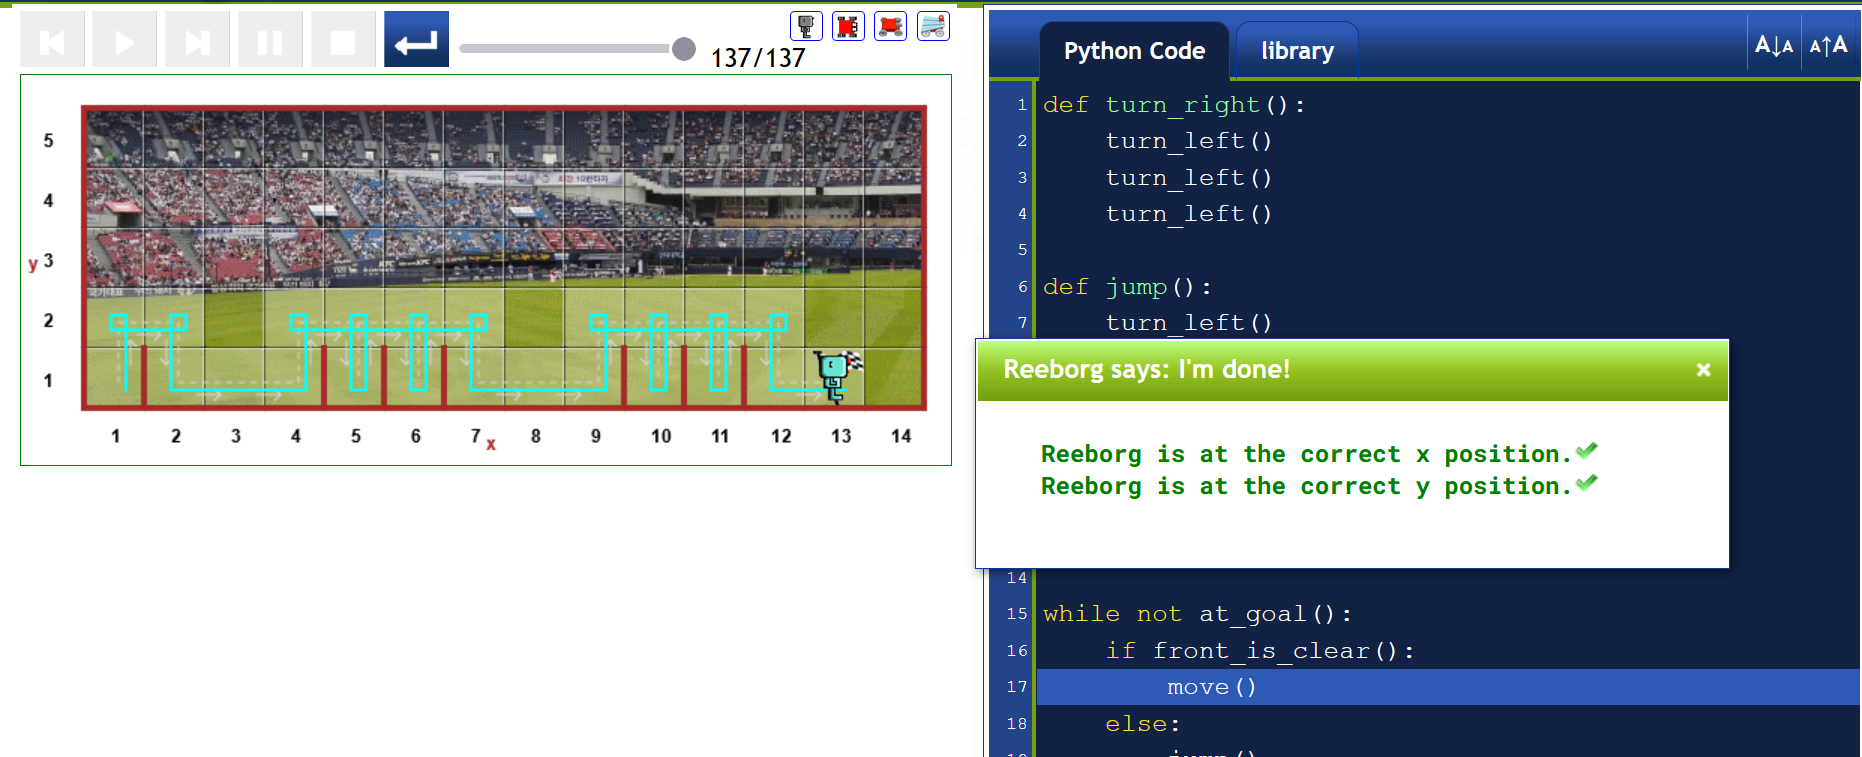 137/137
5
4
y 3
2
1
1 2 3 4 5 6 7 x 8 9 10 11 12 13 14
Python Code
library
A↓A
A↑A
1 def turn_right():
2 turn_left()
3 turn_left()
4 turn_left()
5
6 def jump():
7 turn_left()
Reeborg says: I'm done!
×
Reeborg is at the correct x position.
Reeborg is at the correct y position.
14
15 while not at_goal():
16 if front_is_clear():
17 move()
18 else: